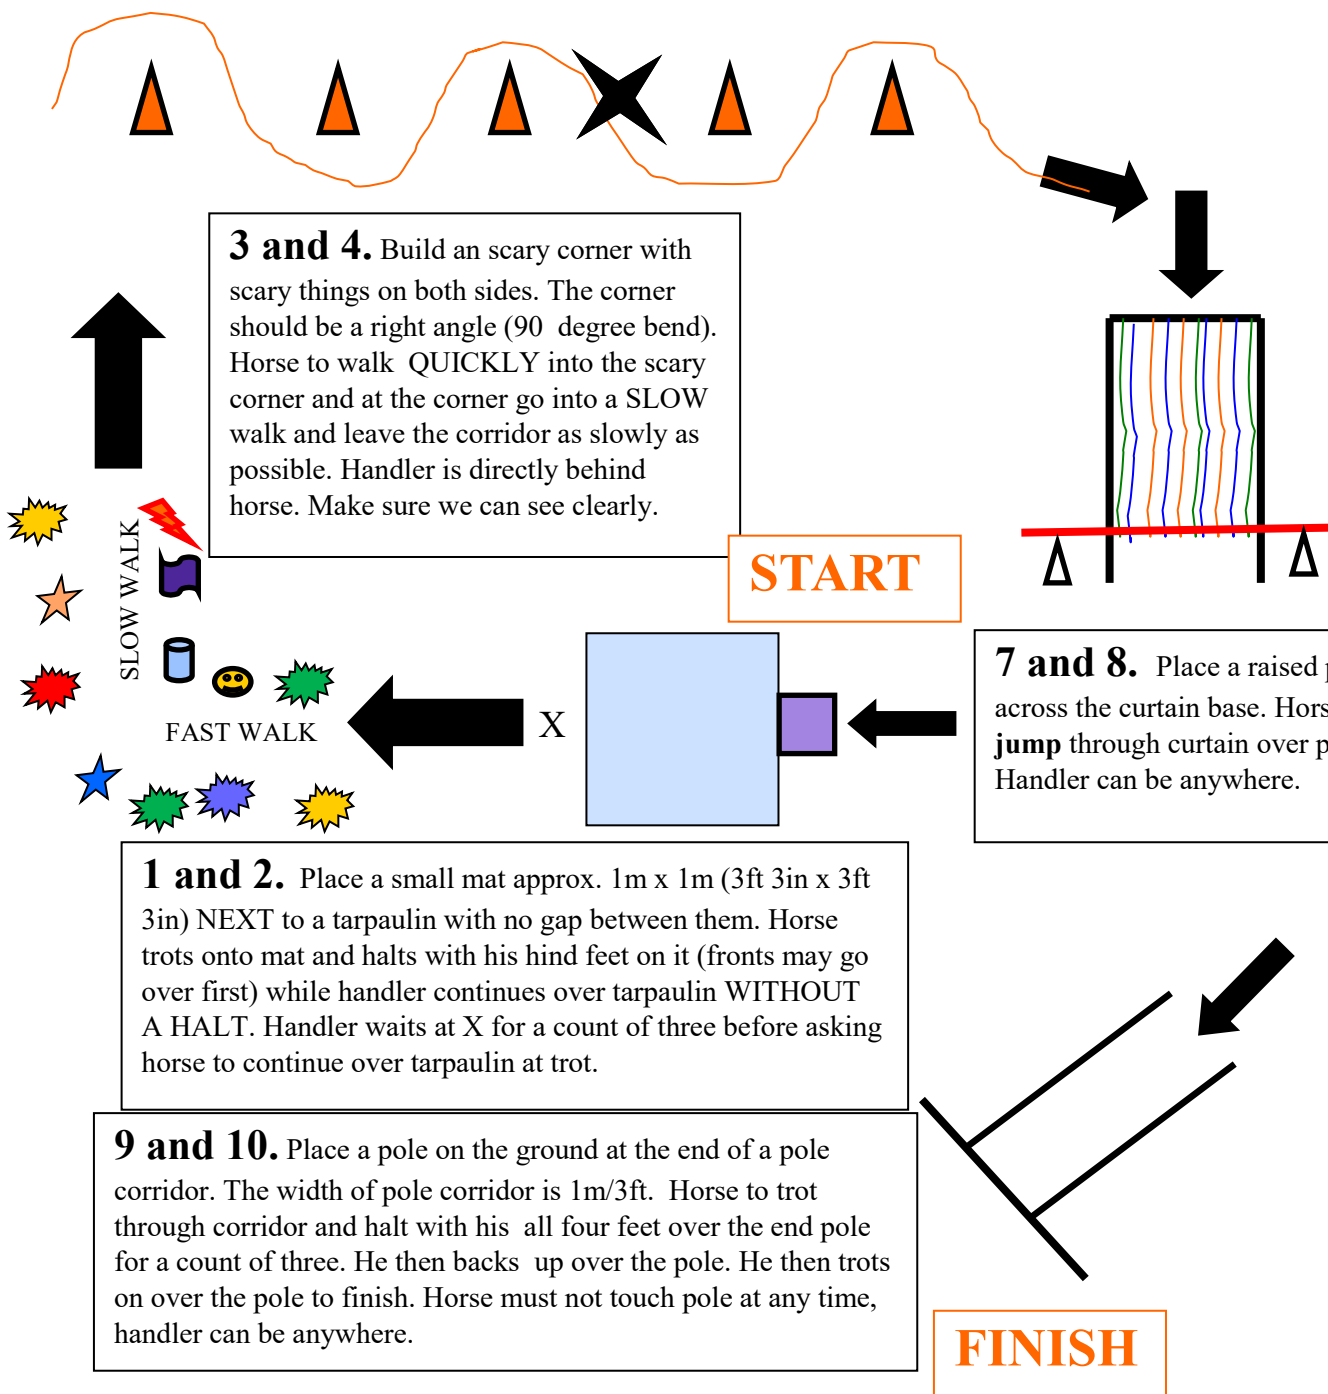 3 and 4. Build an scary corner with
scary things on both sides. The corner
should be a right angle (90 degree bend).
Horse to walk QUICKLY into the scary
corner and at the corner go into a SLOW
walk and leave the corridor as slowly as
possible. Handler is directly behind
horse. Make sure we can see clearly.
SLOW WALK
START
FAST WALK
X
7 and 8. Place a raised
across the curtain base.
jump through curtain over
Handler can be anywhere.
1 and 2. Place a small mat approx. 1m x 1m (3ft 3in x 3ft
3in) NEXT to a tarpaulin with no gap between them. Horse
trots onto mat and halts with his hind feet on it (fronts may go
over first) while handler continues over tarpaulin WITHOUT
A HALT. Handler waits at X for a count of three before asking
horse to continue over tarpaulin at trot.
9 and 10. Place a pole on the ground at the end of a pole
corridor. The width of pole corridor is 1m/3ft. Horse to trot
through corridor and halt with his all four feet over the end pole
for a count of three. He then backs up over the pole. He then trots
on over the pole to finish. Horse must not touch pole at any time,
handler can be anywhere.
FINISH